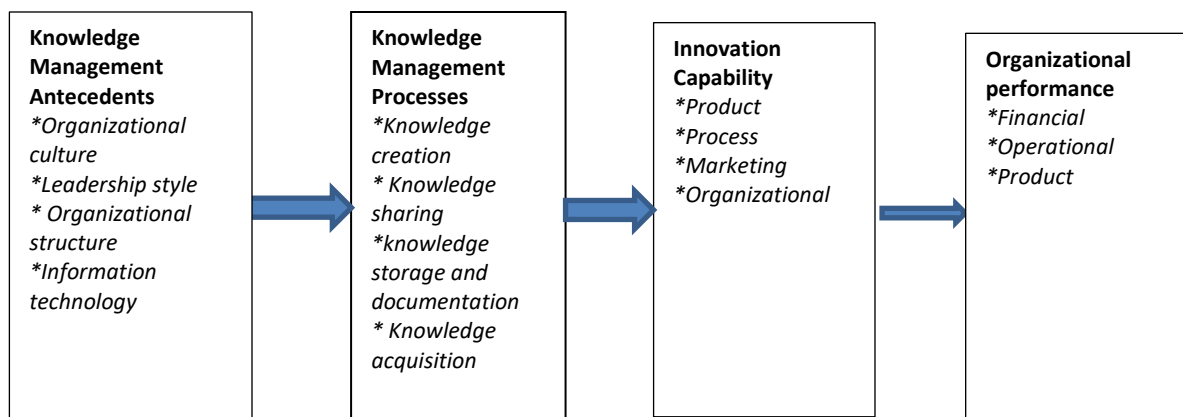 Knowledge
Management
Antecedents
*Organizational
culture
*Leadership style
* Organizational
structure
*Information
technology
Knowledge
Management
Processes
*Knowledge
creation
* Knowledge
sharing
*knowledge
storage and
documentation
* Knowledge
acquisition
Innovation
Capability
*Product
*Process
*Marketing
*Organizational
Organizational
performance
*Financial
*Operational
*Product